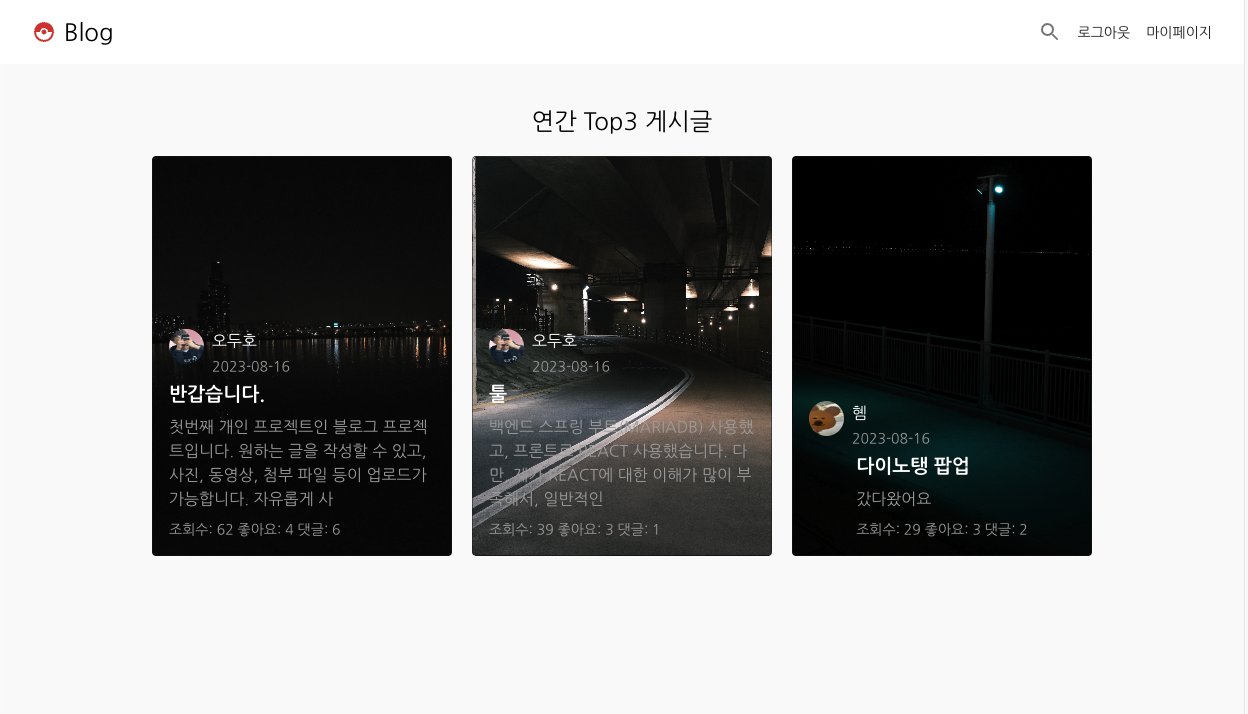 Blog
로그아웃 마이페이지
연간 Top3 게시글
오두호
2023-08-16
반갑습니다.
첫번째 개인 프로젝트인 블로그 프로젝
트입니다. 원하는 글을 작성할 수 있고,
사진, 동영상, 첨부 파일 등이 업로드가
가능합니다. 자유롭게 사
조회수: 62 좋아요: 4 댓글: 6
오두호
2023-08-16
툴
백엔드 스프링 부트(MARIADB) 사용했
고, 프론트로 REACT 사용했습니다. 다
만, 제가 REACT에 대한 이해가 많이 부
족해서, 일반적인
조회수: 39 좋아요: 3 댓글: 1
혬
2023-08-16
다이노탱 팝업
갔다왔어요
조회수: 29 좋아요: 3 댓글: 2